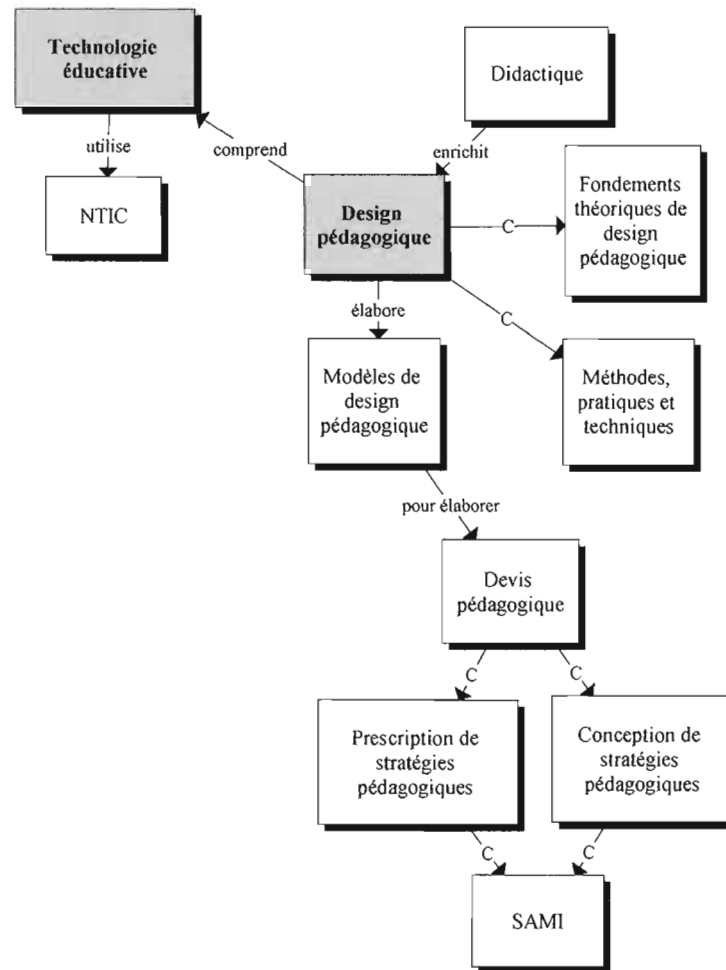 Technologie
éducative
Didactique
utilise
comprend
enrichit
NTIC
Design
pédagogique
C
Fondements
théoriques de
design
pédagogique
élabore
C
Modèles de
design
pédagogique
Méthodes,
pratiques et
techniques
pour élaborer
Devis
pédagogique
C
C
Prescription de
stratégies
pédagogiques
Conception de
stratégies
pédagogiques
C
C
SAMI